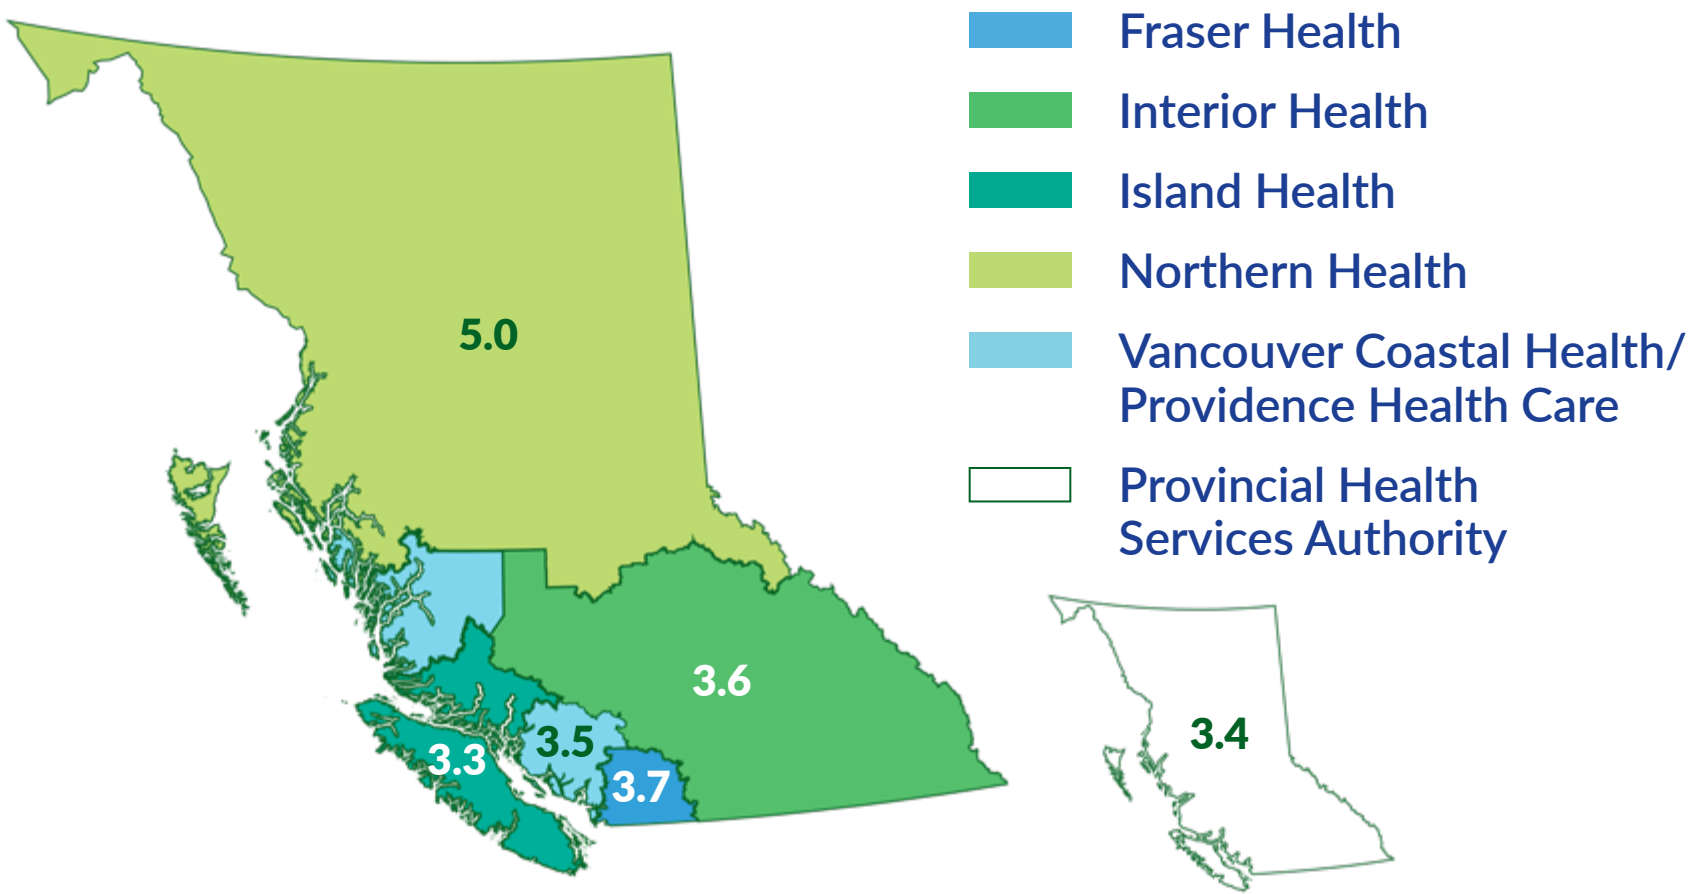 Fraser Health
Interior Health
Island Health
Northern Health
Vancouver Coastal Health/
Providence Health Care
Provincial Health
Services Authority
5.0
3.6
3.5
3.3
3.7
3.4